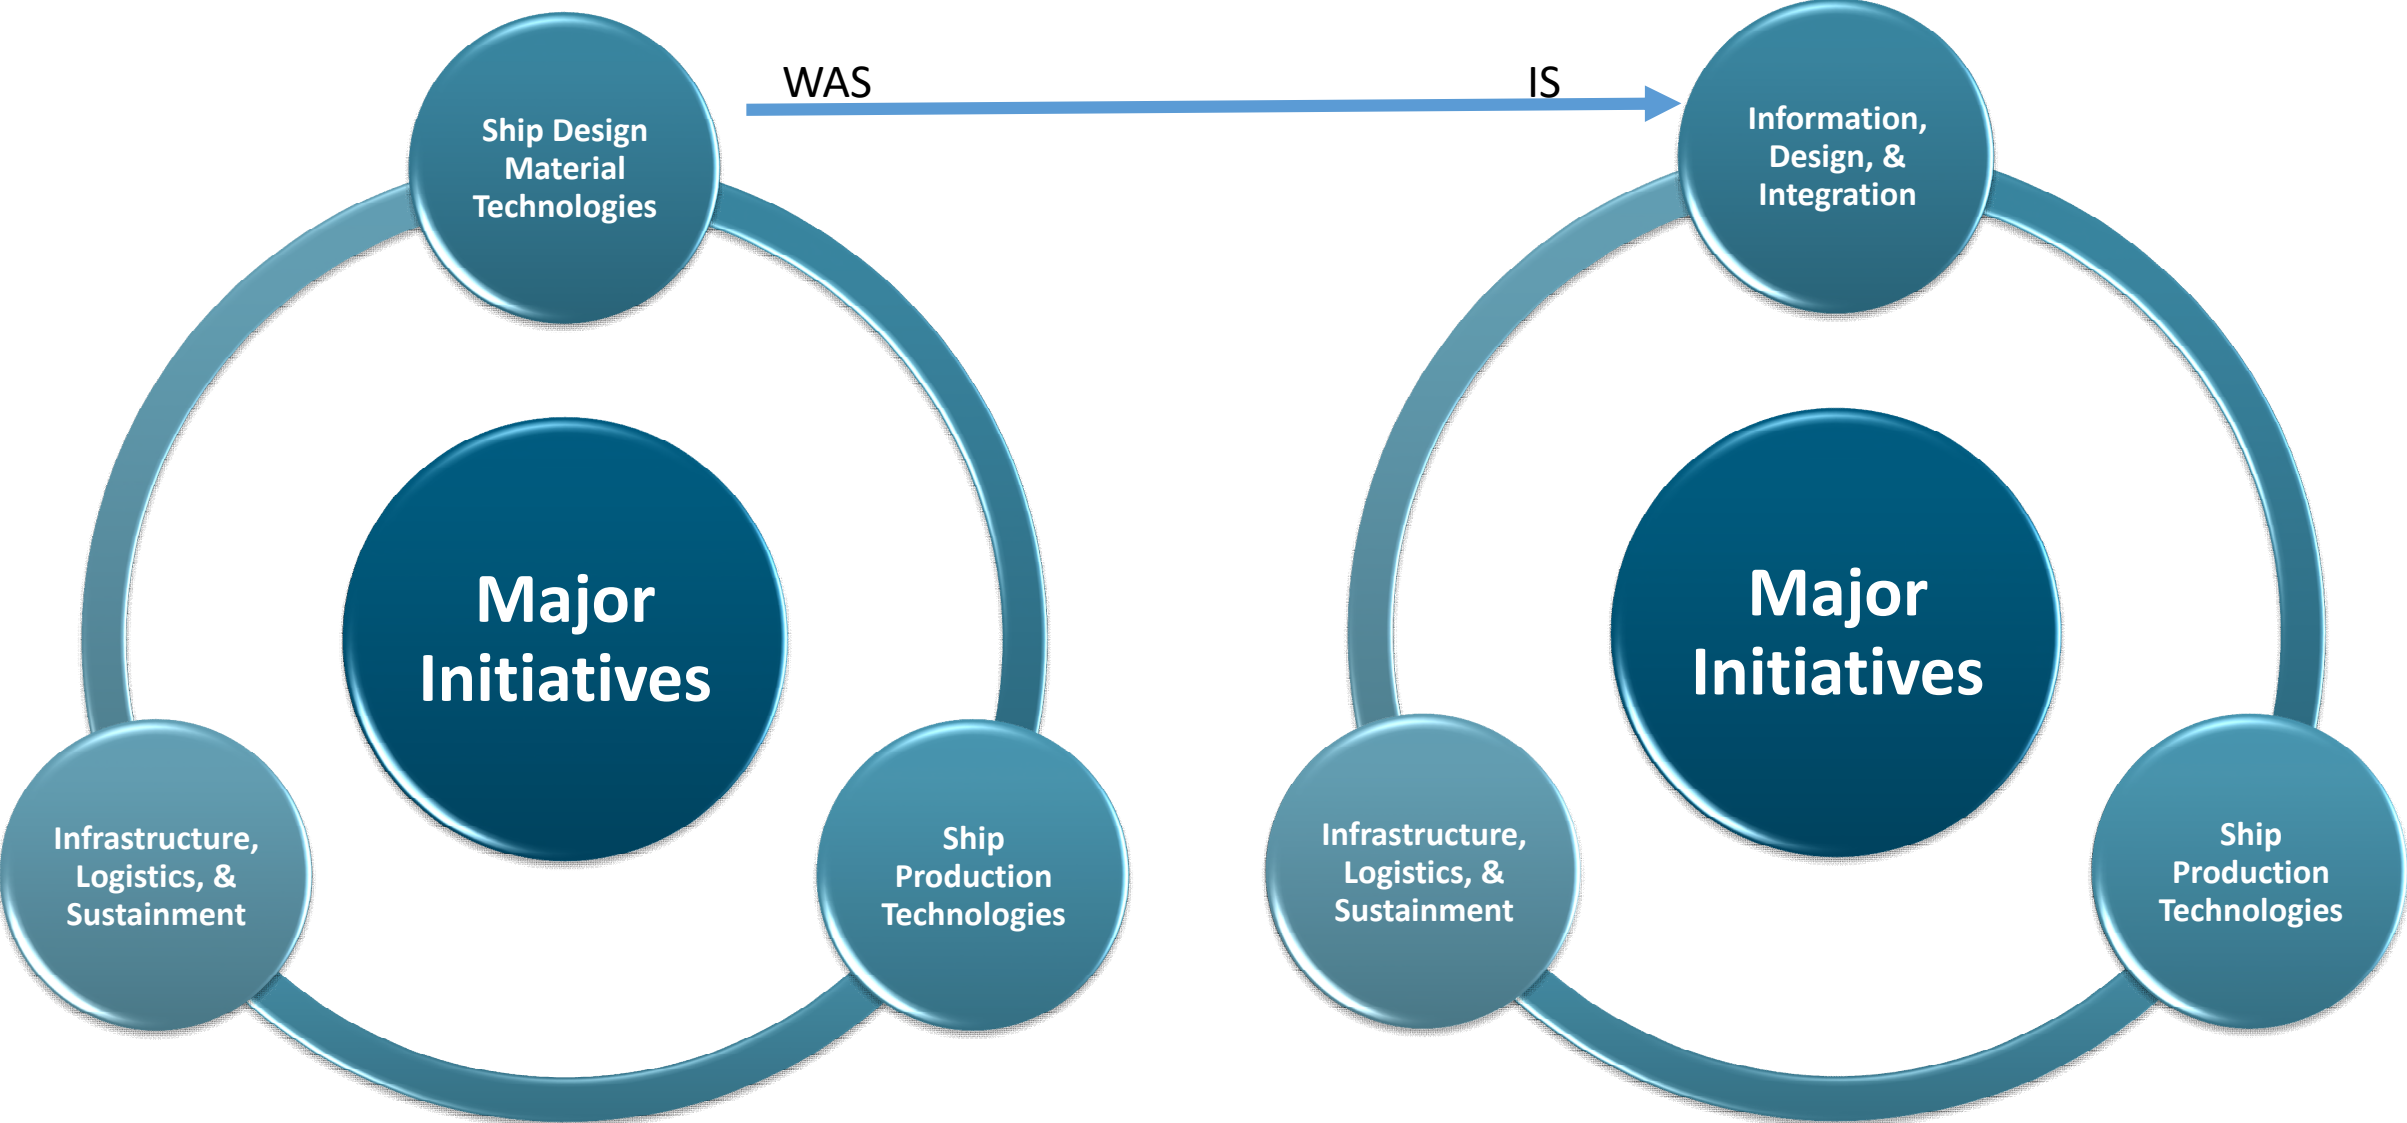 WAS
IS
Ship Design
Material
Technologies
Major
Initiatives
Infrastructure,
Logistics, &
Sustainment
Ship
Production
Technologies
Information,
Design, &
Integration
Major
Initiatives
Infrastructure,
Logistics, &
Sustainment
Ship
Production
Technologies